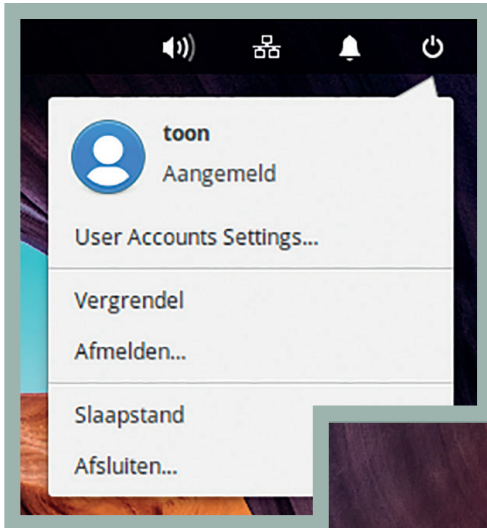 toon
Aangemeld
User Accounts Settings...
Vergrendel
Afmelden...
Slaapstand
Afsluiten...